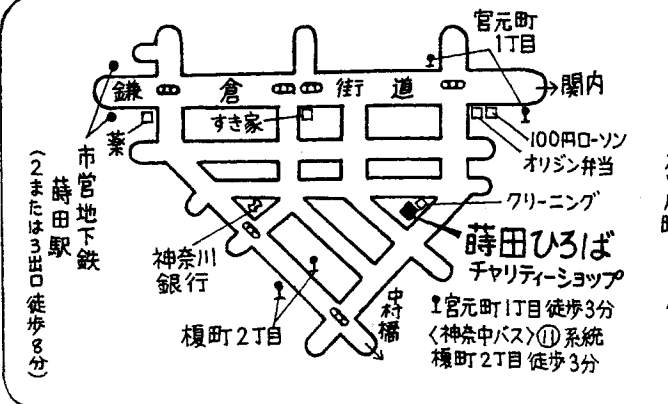 宮元町
1丁目
鎌倉街道
→関内
薬
すき家
100円ローソン
オリジン弁当
市営地下鉄
蒔田駅
(2または3出口 徒歩8分)
クリーニング
蒔田ひろば
チャリティーショップ
神奈川
銀行
榎町2丁目
中村橋
宮元町1丁目 徒歩3分
〈神奈中バス〉⑪系統
榎町2丁目 徒歩3分